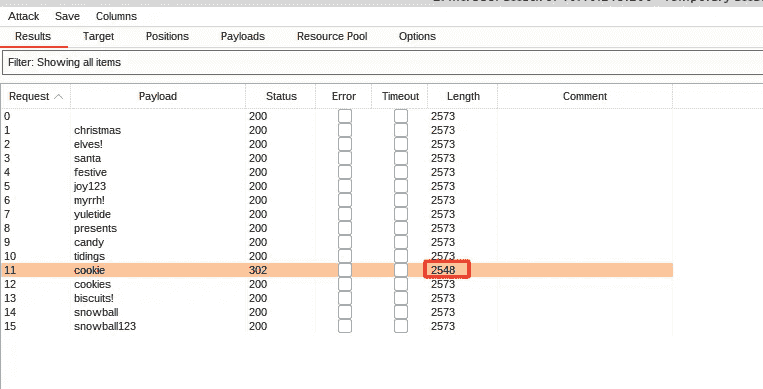 Attack Save Columns
Results Target Positions Payloads Resource Pool Options
Filter: Showing all items
Request Payload Status Error Timeout Length Comment
0 200 2573
1 christmas 200 2573
2 elves! 200 2573
3 santa 200 2573
4 festive 200 2573
5 joy123 200 2573
6 myrrh! 200 2573
7 yuletide 200 2573
8 presents 200 2573
9 candy 200 2573
10 tidings 200 2573
11 cookie 302 2548
12 cookies 200 2573
13 biscuits! 200 2573
14 snowball 200 2573
15 snowball123 200 2573